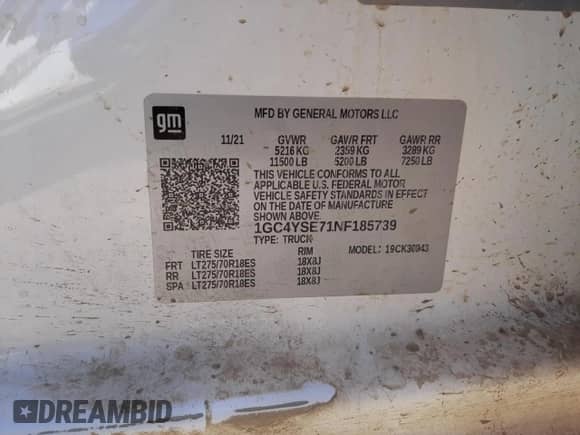 gm
MFD BY GENERAL MOTORS LLC
11/21 GVWR GAWR FRT GAWR RR
5216 KG 2359 KG 3289 KG
11500 LB 5200 LB 7250 LB
THIS VEHICLE CONFORMS TO ALL
APPLICABLE U.S. FEDERAL MOTOR
VEHICLE SAFETY STANDARDS IN EFFECT
ON THE DATE OF MANUFACTURE
SHOWN ABOVE.
1GC4YSE71NF185739
TYPE: TRUCK
MODEL: 19CK30943
TIRE SIZE RIM
FRT LT275/70R18ES 18X8J
RR LT275/70R18ES 18X8J
SPA LT275/70R18ES 18X8J
DREAMBID